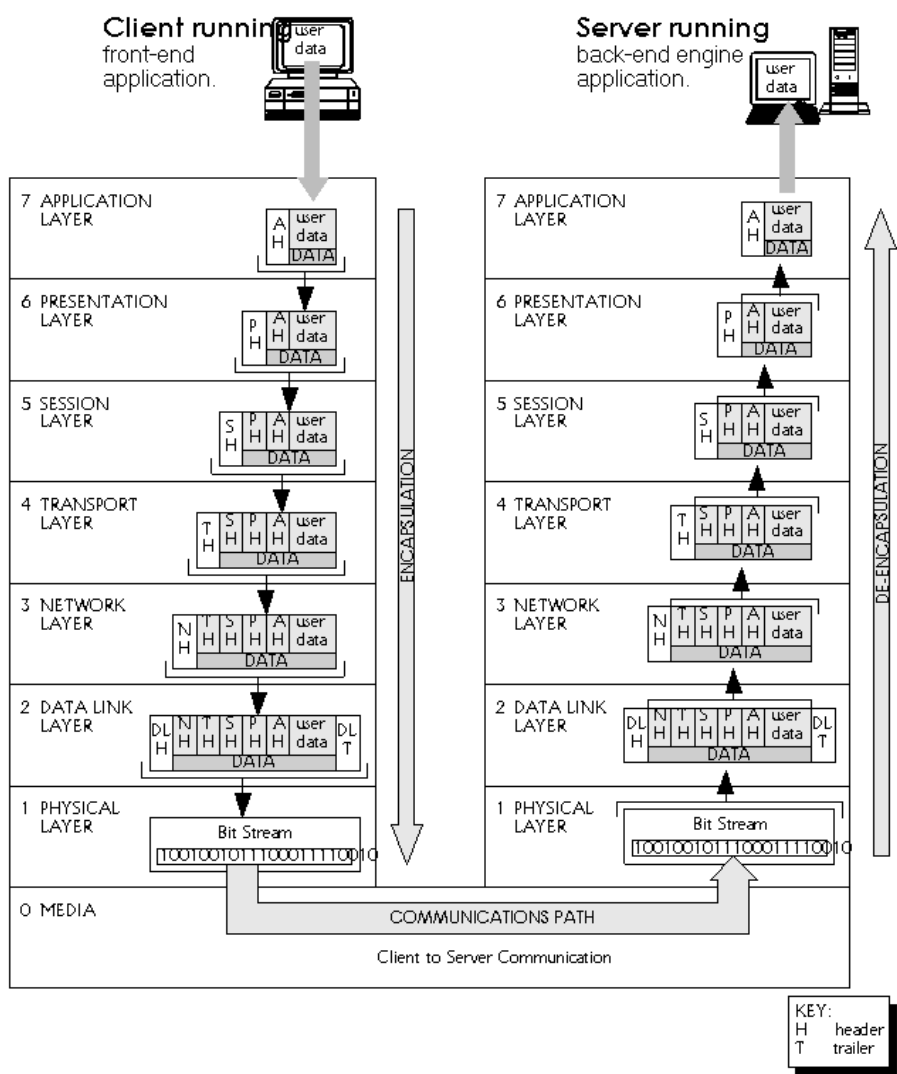 Client running
front-end
application.
user
data
Server running
back-end engine
application.
user
data
7 APPLICATION
LAYER
A
H
user
data
DATA
6 PRESENTATION
LAYER
P
H
A
H
user
data
DATA
5 SESSION
LAYER
S
H
P
H
A
H
user
data
DATA
4 TRANSPORT
LAYER
T
H
S
H
P
H
A
H
user
data
DATA
3 NETWORK
LAYER
N
H
T
H
S
H
P
H
A
H
user
data
DATA
2 DATA LINK
LAYER
DL
H
N
H
T
H
S
H
P
H
A
H
user
data
DL
T
DATA
1 PHYSICAL
LAYER
Bit Stream
1001001011100011110010
ENCAPSULATION
7 APPLICATION
LAYER
A
H
user
data
DATA
6 PRESENTATION
LAYER
P
H
A
H
user
data
DATA
5 SESSION
LAYER
S
H
P
H
A
H
user
data
DATA
4 TRANSPORT
LAYER
T
H
S
H
P
H
A
H
user
data
DATA
3 NETWORK
LAYER
N
H
T
H
S
H
P
H
A
H
user
data
DATA
2 DATA LINK
LAYER
DL
H
N
H
T
H
S
H
P
H
A
H
user
data
DL
T
DATA
1 PHYSICAL
LAYER
Bit Stream
1001001011100011110010
DE-ENCAPSULATION
0 MEDIA
COMMUNICATIONS PATH
Client to Server Communication
KEY:
H header
T trailer